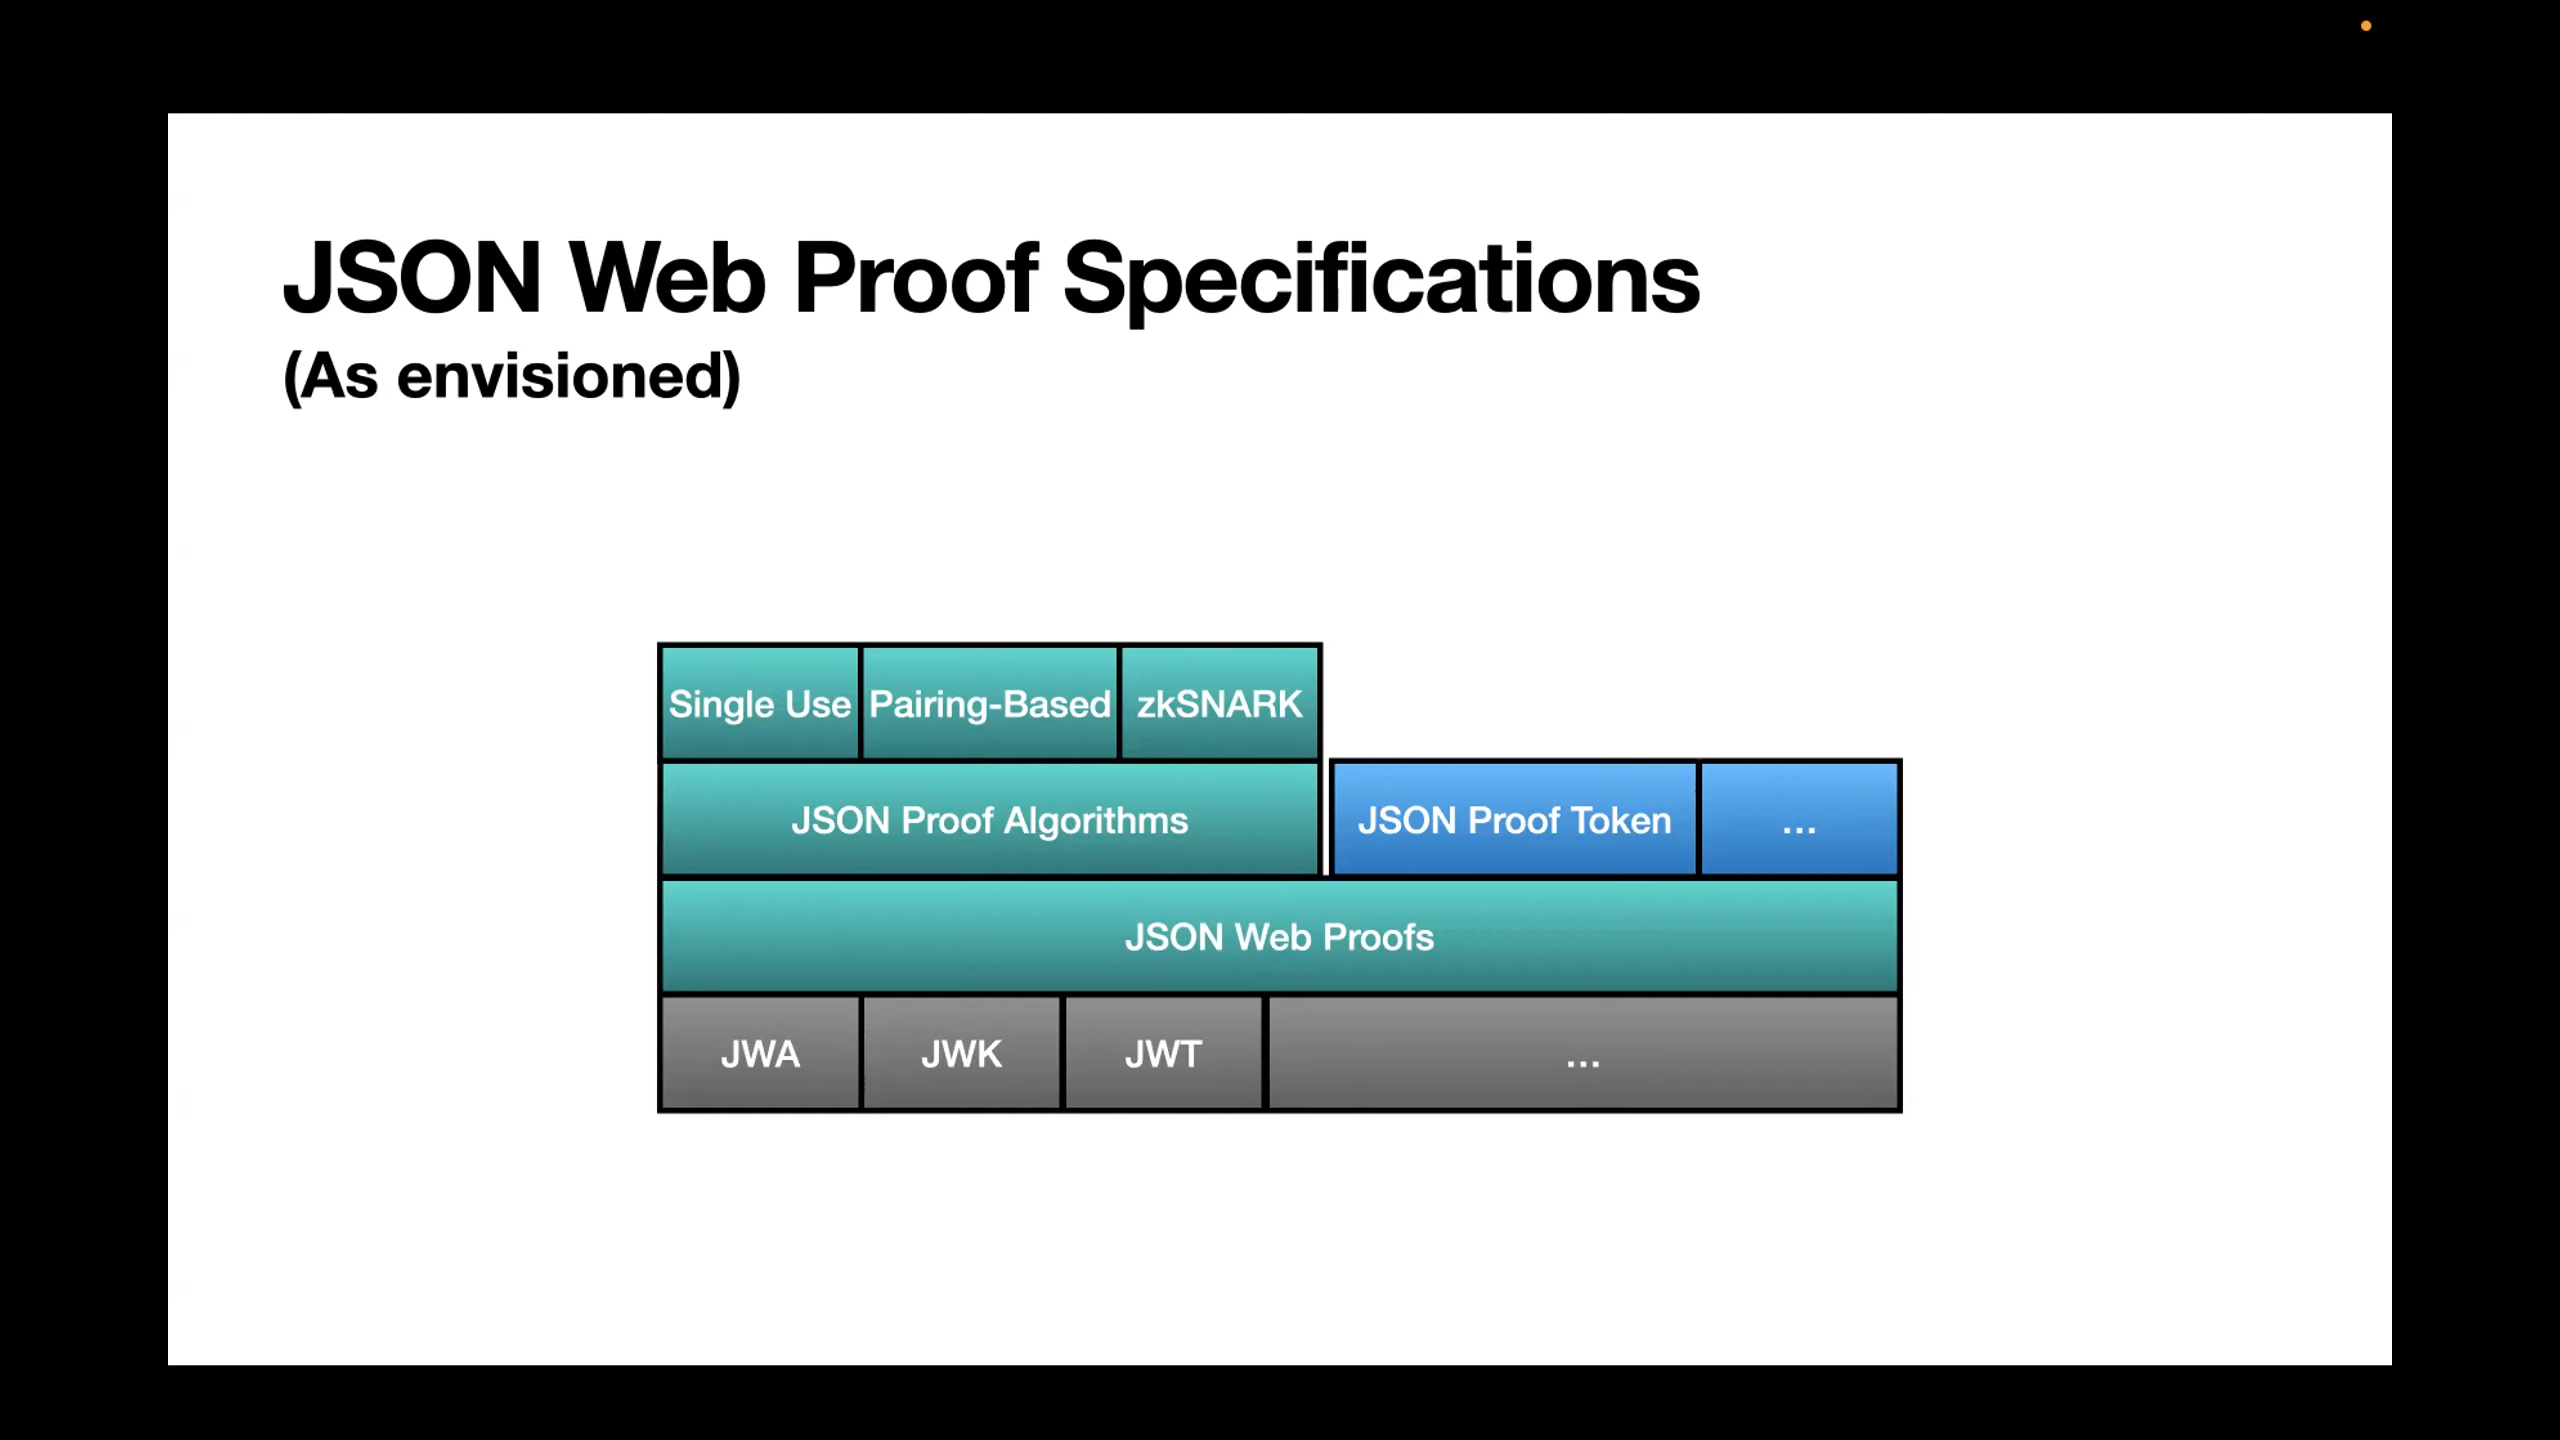 JSON Web Proof Specifications
(As envisioned)
Single Use Pairing-Based zkSNARK
JSON Proof Algorithms JSON Proof Token ...
JSON Web Proofs
JWA JWK JWT ...